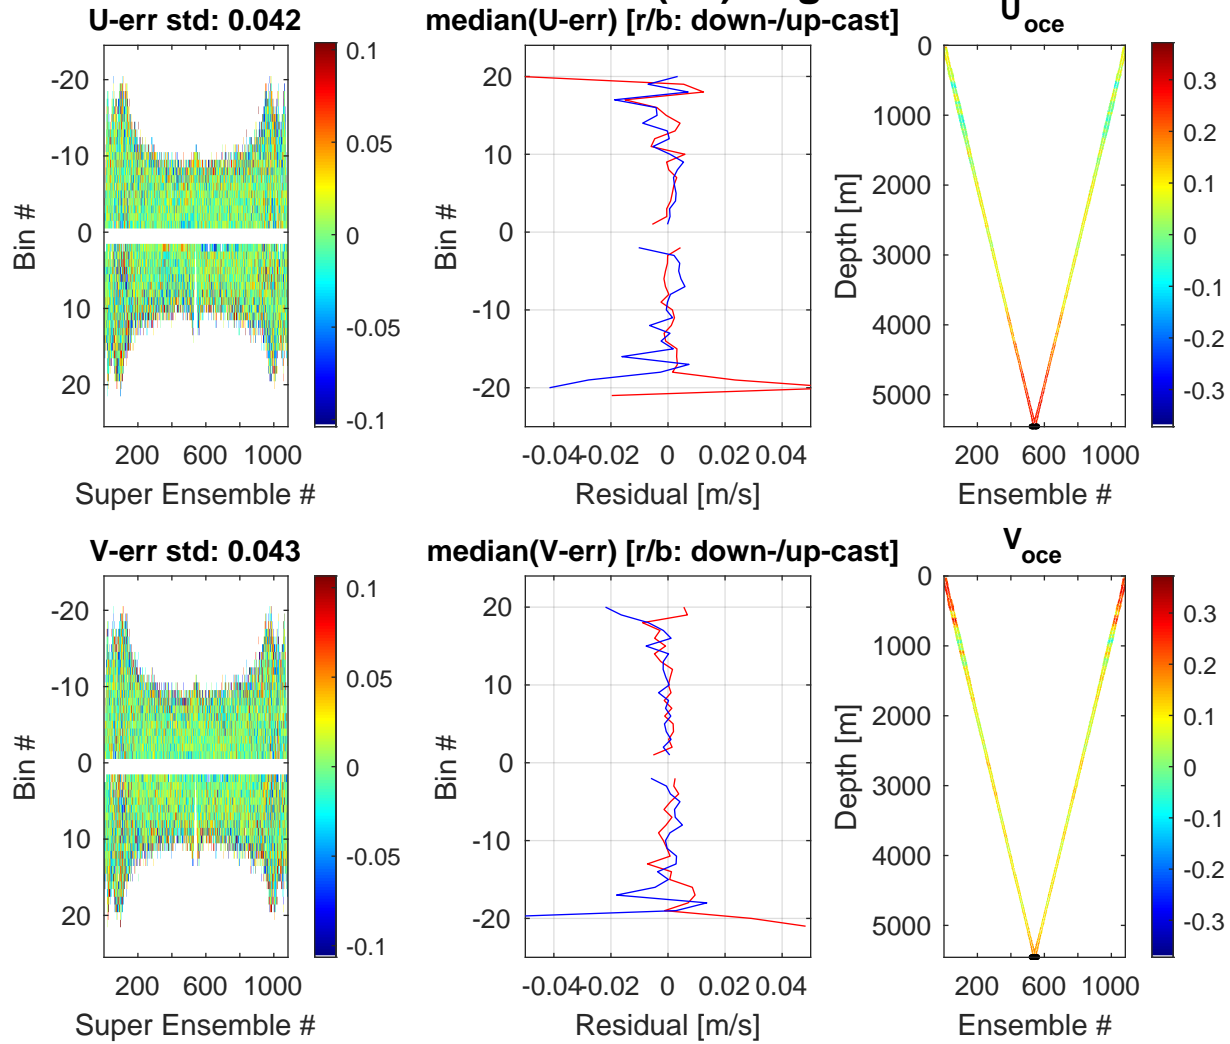 U-err std: 0.042
median(U-err) [r/b: down-/up-cast]
U oce
-20
-10
0
10
20
Bin #
200 600 1000
Super Ensemble #
0.1
0.05
0
-0.05
-0.1
20
10
0
-10
-20
Bin #
-0.04 -0.02 0 0.02 0.04
Residual [m/s]
0
1000
2000
3000
4000
5000
Depth [m]
200 600 1000
Ensemble #
0.3
0.2
0.1
0
-0.1
-0.2
-0.3
V-err std: 0.043
median(V-err) [r/b: down-/up-cast]
V oce
-20
-10
0
10
20
Bin #
200 600 1000
Super Ensemble #
0.1
0.05
0
-0.05
-0.1
20
10
0
-10
-20
Bin #
-0.04 -0.02 0 0.02 0.04
Residual [m/s]
0
1000
2000
3000
4000
5000
Depth [m]
200 600 1000
Ensemble #
0.3
0.2
0.1
0
-0.1
-0.2
-0.3